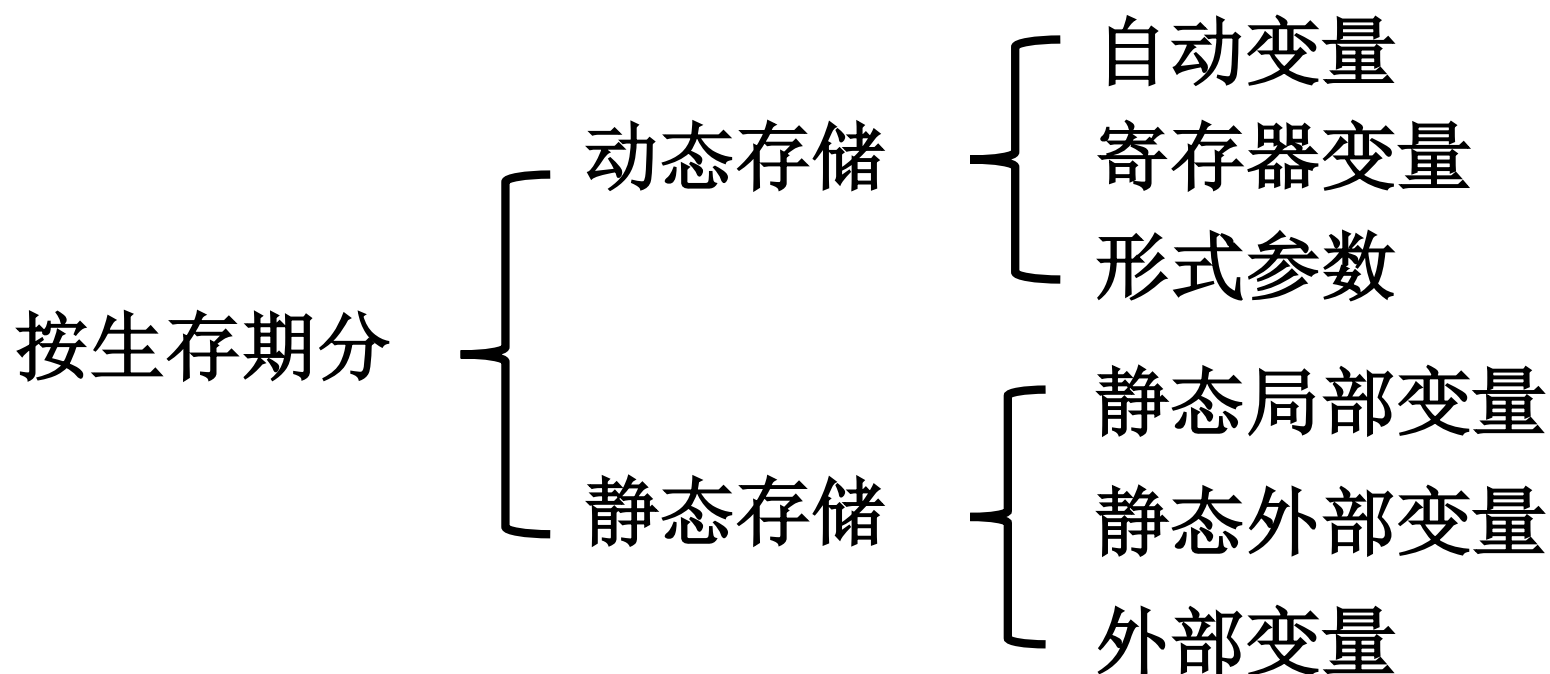 自动变量
动态存储
寄存器变量
形式参数
按生存期分
静态局部变量
静态存储
静态外部变量
外部变量